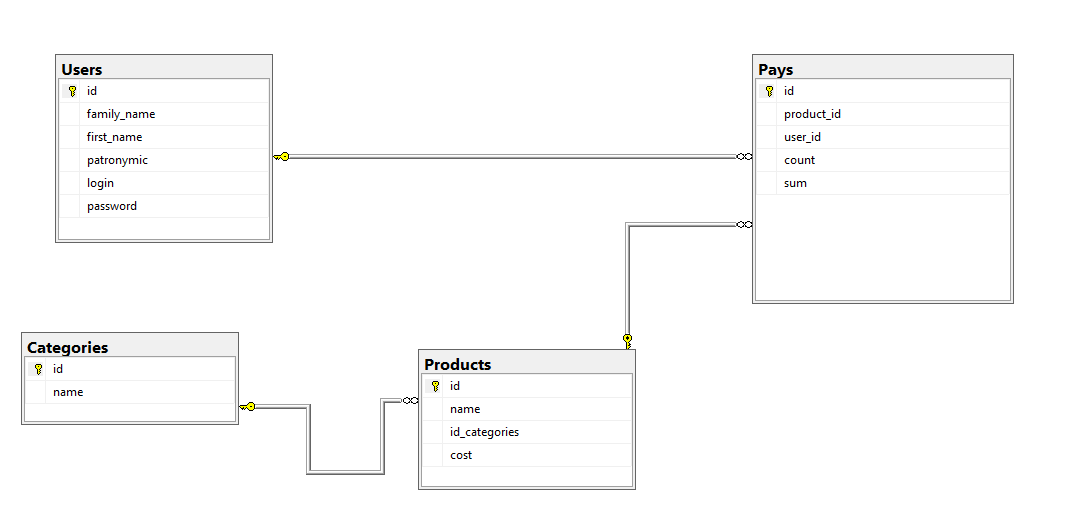 Users
id
family_name
first_name
patronymic
login
password
Pays
id
product_id
user_id
count
sum
Categories
id
name
Products
id
name
id_categories
cost